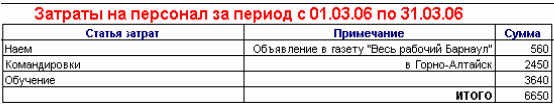 Затраты на персонал за период с 01.03.06 по 31.03.06
Статья затрат Примечание Сумма
Наем Объявление в газету "Весь рабочий Барнаул" 560
Командировки в Горно-Алтайск 2450
Обучение 3640
ИТОГО 6650